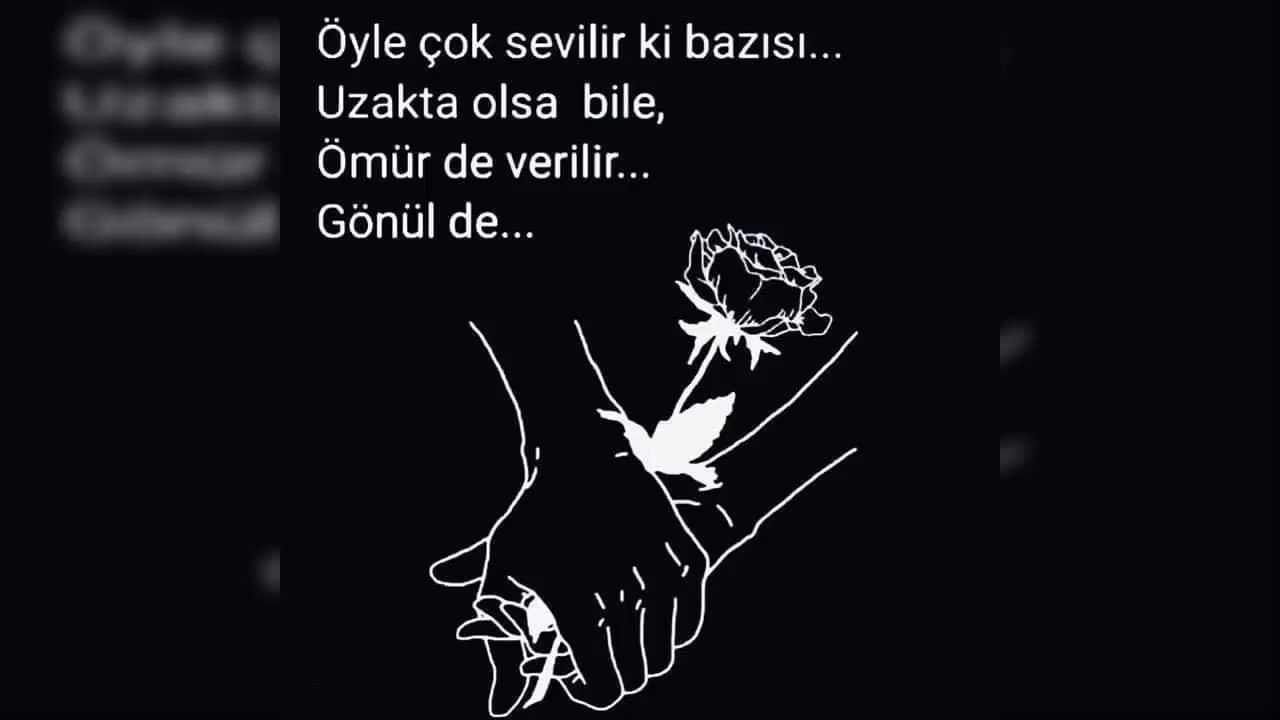 Öyle çok sevilir ki bazısı...
Uzakta olsa bile,
Ömür de verilir...
Gönül de...